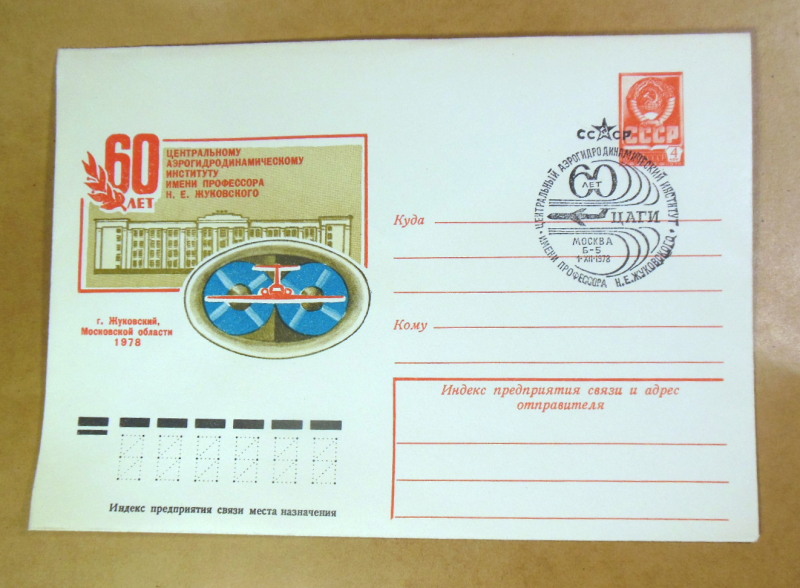 60
ЛЕТ
ЦЕНТРАЛЬНОМУ
АЭРОГИДРОДИНАМИЧЕСКОМУ
ИНСТИТУТУ
ИМЕНИ ПРОФЕССОРА
Н. Е. ЖУКОВСКОГО
г. Жуковский,
Московской области
1978
СССР
4
СССР
ЦЕНТРАЛЬНЫЙ АЭРОГИДРОДИНАМИЧЕСКИЙ ИНСТИТУТ
ИМЕНИ ПРОФЕССОРА Н.Е.ЖУКОВСКОГО
60
ЛЕТ
ЦАГИ
МОСКВА
Б-5
1·XII·1978
Куда
Кому
Индекс предприятия связи и адрес
отправителя
Индекс предприятия связи места назначения